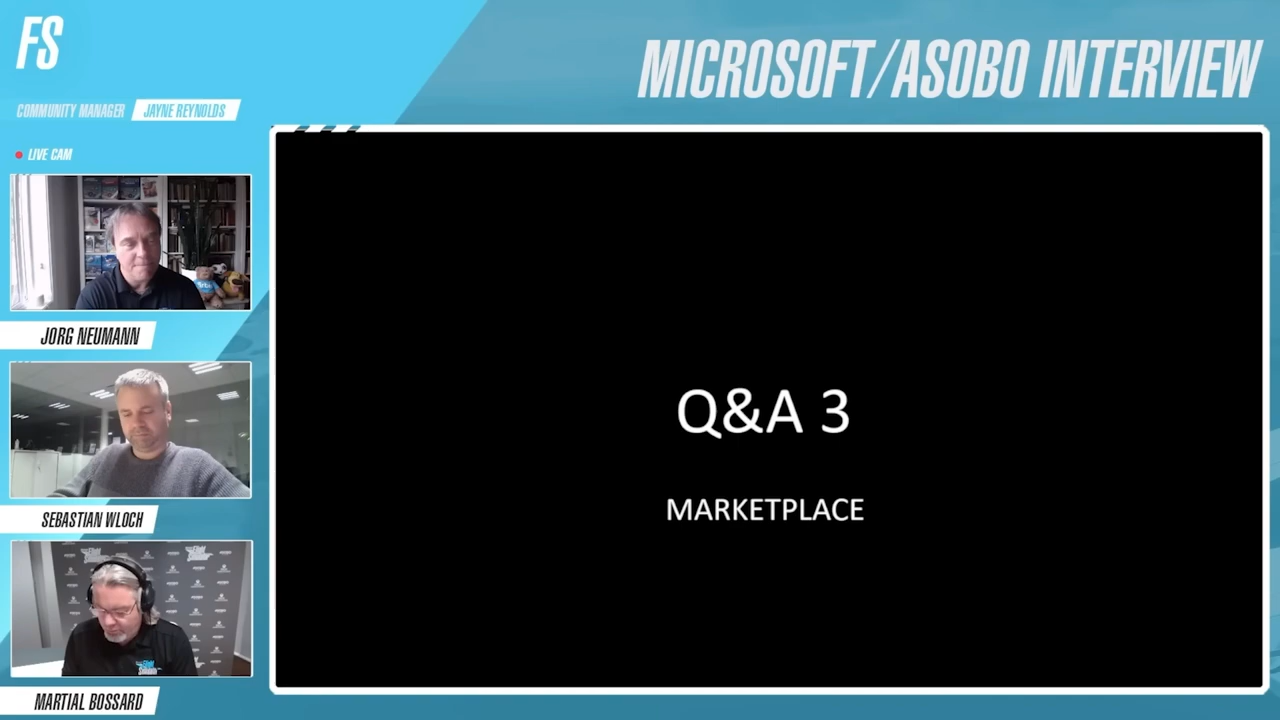 FS
MICROSOFT/ASOBO INTERVIEW
COMMUNITY MANAGER JAYNE REYNOLDS
LIVE CAM
JORG NEUMANN
SEBASTIAN WLOCH
MARTIAL BOSSARD
Q&A 3
MARKETPLACE